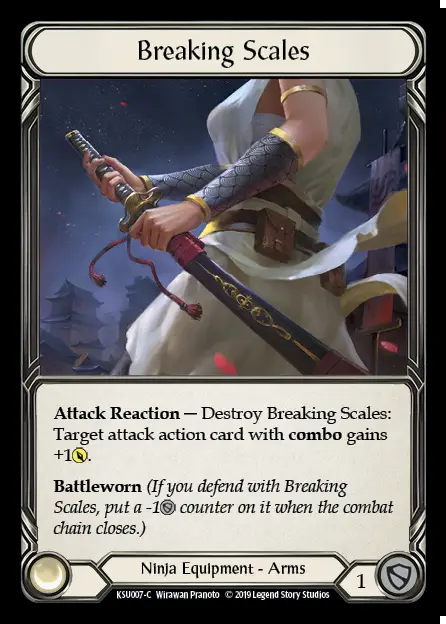 Breaking Scales
Attack Reaction — Destroy Breaking Scales:
Target attack action card with combo gains
+1.
Battleworn (If you defend with Breaking
Scales, put a -1 counter on it when the combat
chain closes.)
Ninja Equipment - Arms
1
KSU007-C Wirawan Pranoto © 2019 Legend Story Studios